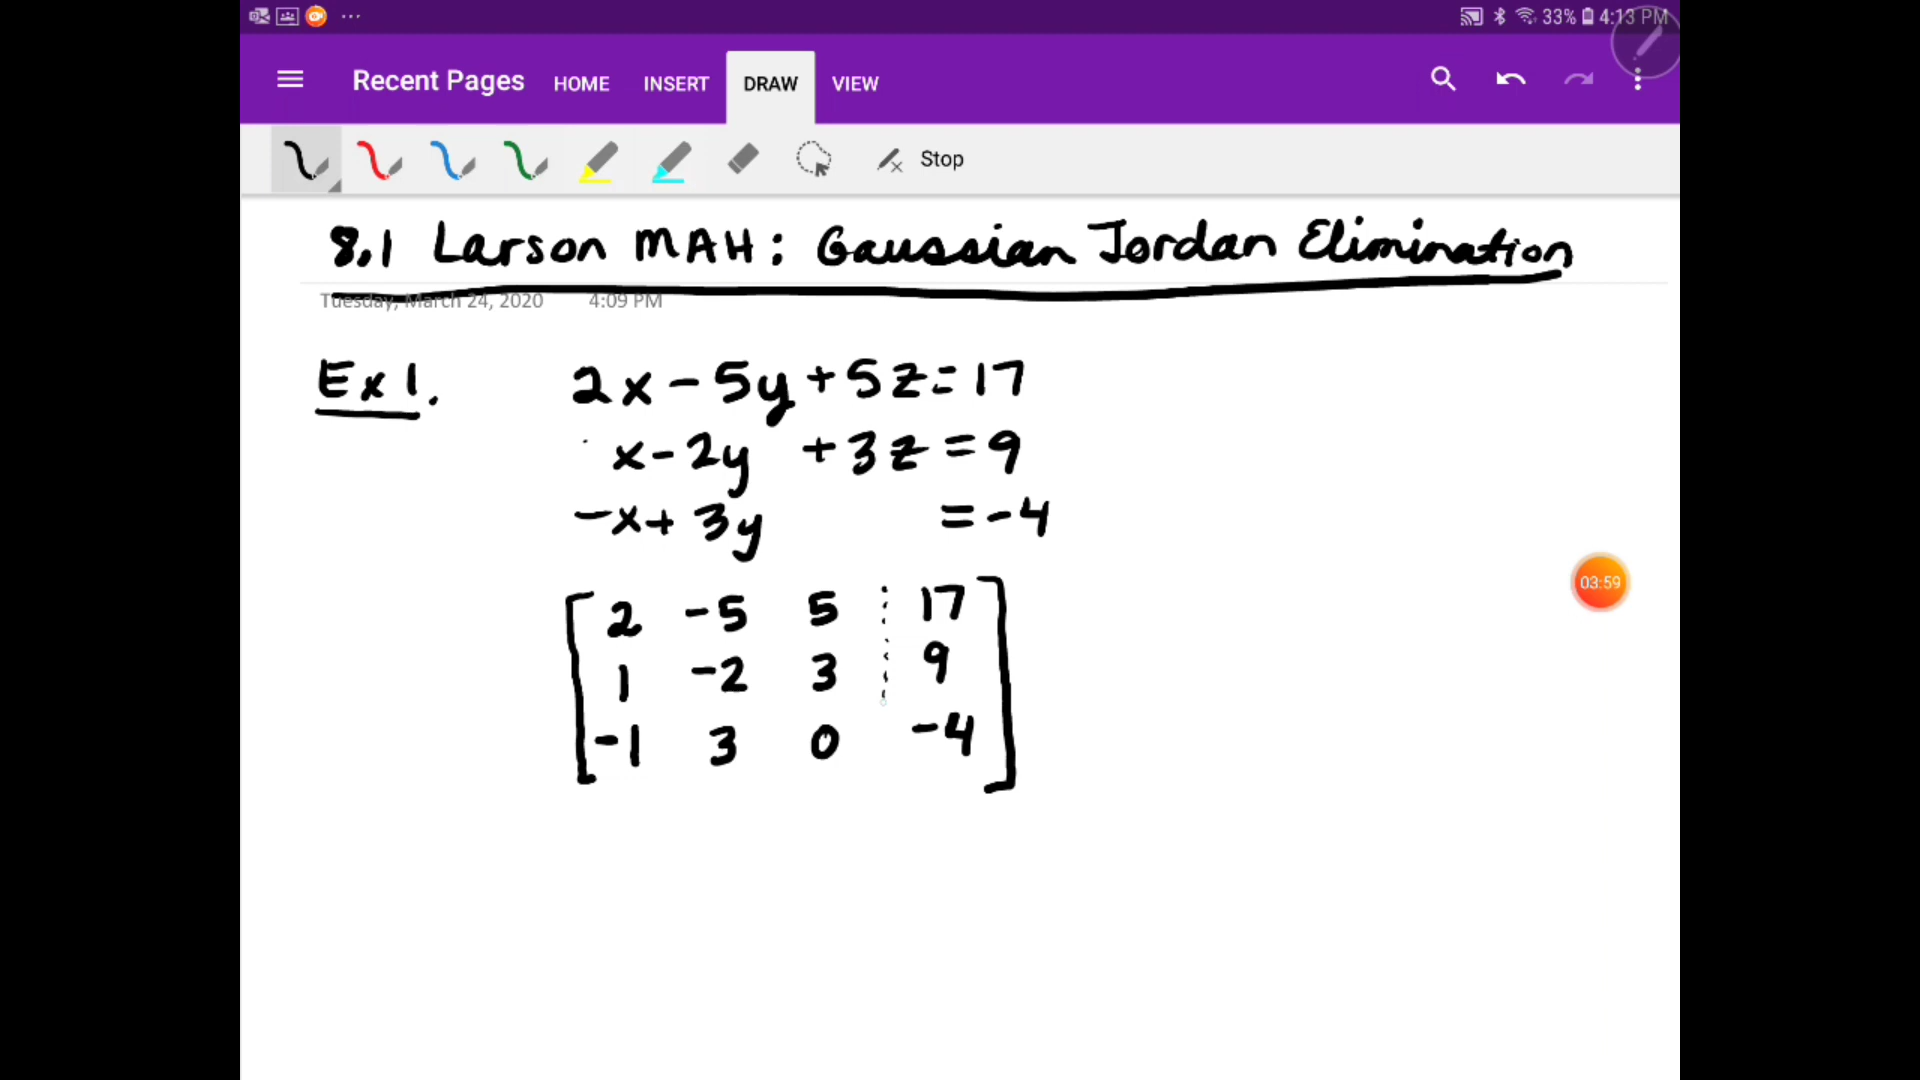 33% 4:13 PM
Recent Pages HOME INSERT DRAW VIEW
Stop
8.1 Larson MAH: Gaussian Jordan Elimination
Tuesday, March 24, 2020 4:09 PM
Ex 1. 2x - 5y + 5z = 17
x - 2y + 3z = 9
-x + 3y = -4
2 -5 5 17
1 -2 3 9
-1 3 0 -4
03:59